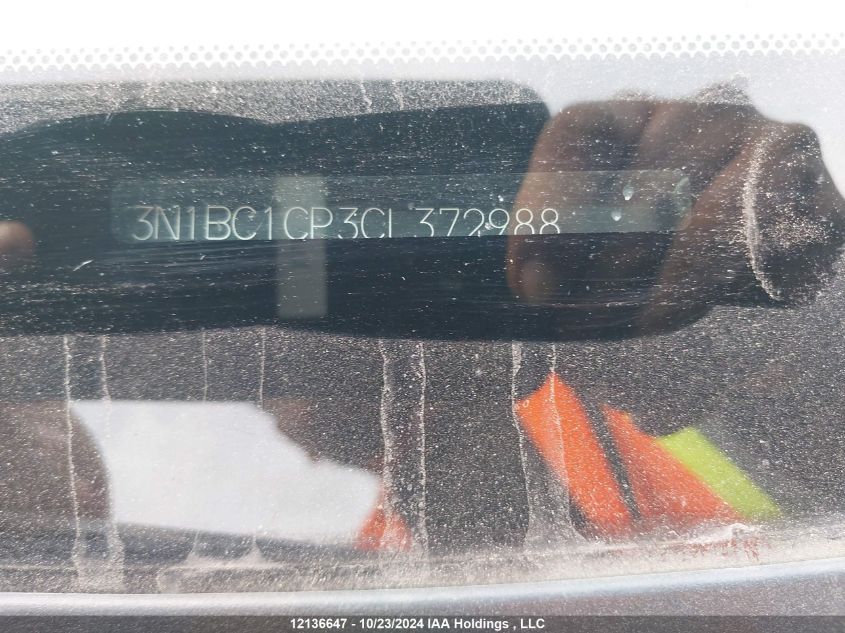 3N1BC1CP3CL372988
12136647 - 10/23/2024 IAA Holdings , LLC